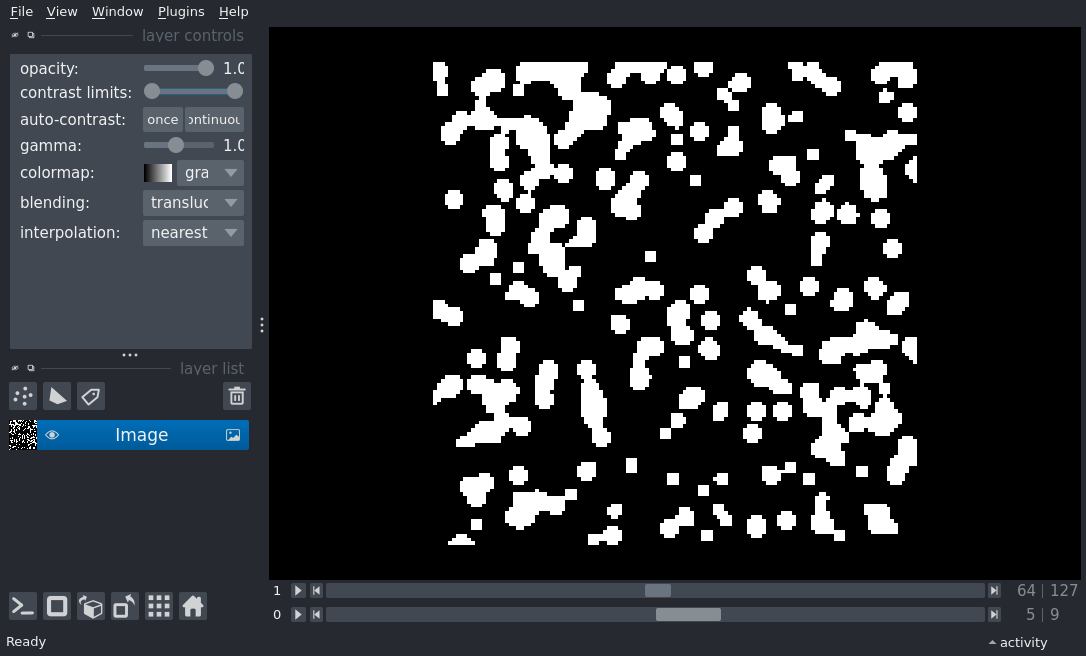 File View Window Plugins Help
layer controls
opacity: 1.0
contrast limits:
auto-contrast: once ontinuou
gamma: 1.0
colormap: gra
blending: transluc
interpolation: nearest
layer list
Image
1 64 127
0 5 9
Ready activity